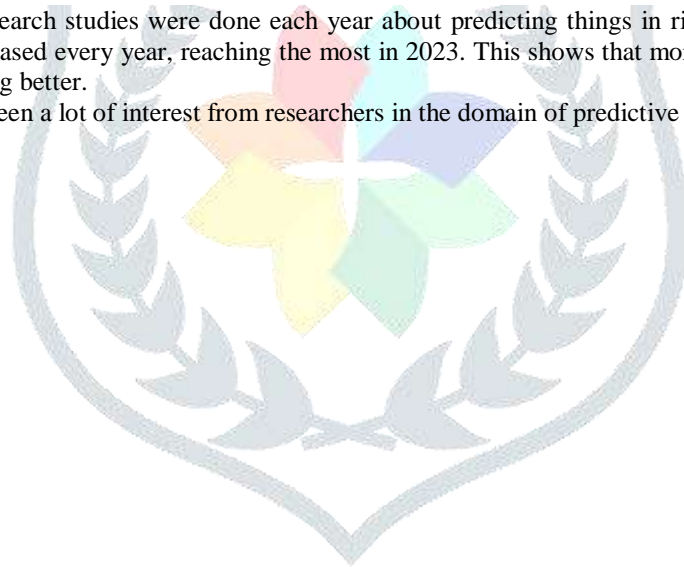 earch studies were done each year about predicting things in ri
ased every year, reaching the most in 2023. This shows that mor
g better.
een a lot of interest from researchers in the domain of predictive